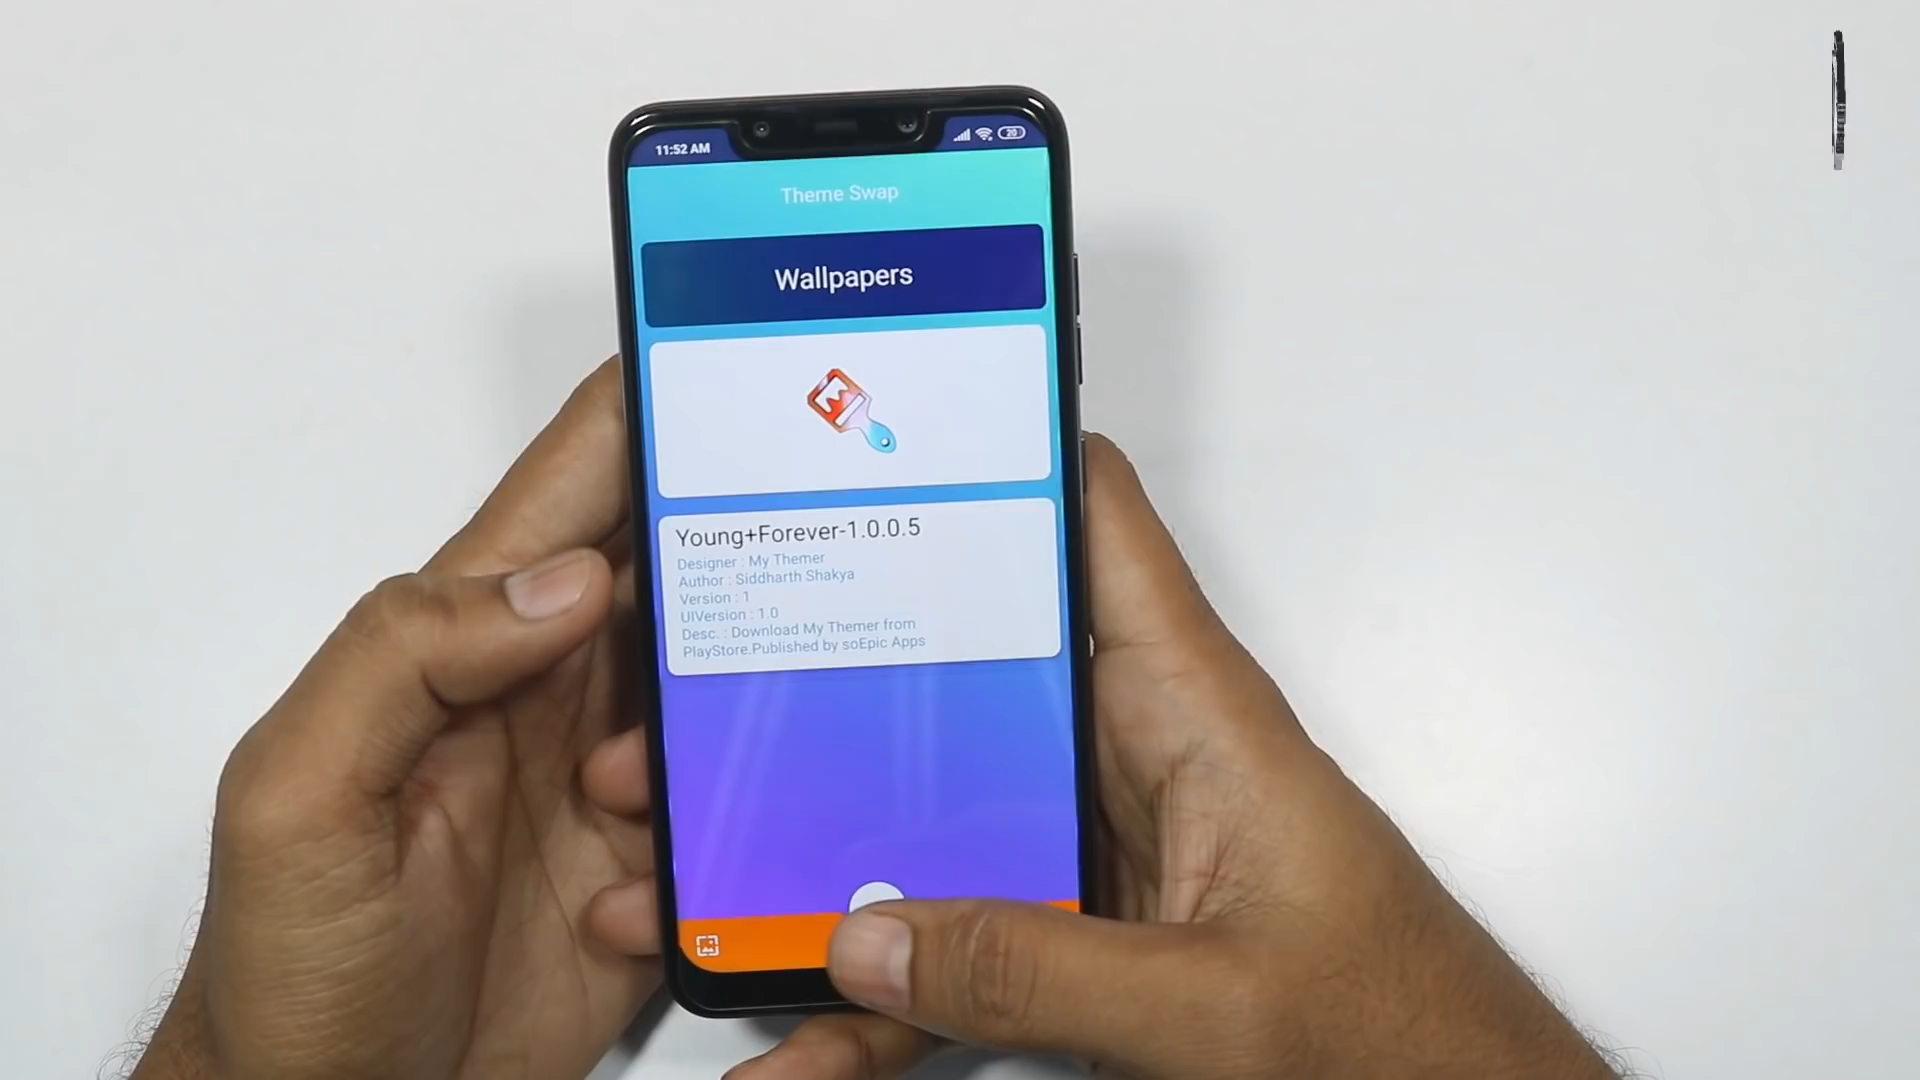 11:52 AM
20
Theme Swap
Wallpapers
Young+Forever-1.0.0.5
Designer : My Themer
Author : Siddharth Shakya
Version : 1
UIVersion : 1.0
Desc. : Download My Themer from
PlayStore.Published by soEpic Apps